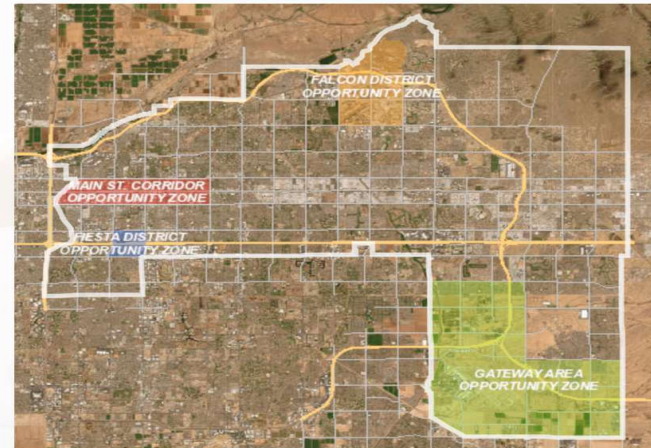 FALCON DISTRICT
OPPORTUNITY ZONE
MAIN ST. CORRIDOR
OPPORTUNITY ZONE
FIESTA DISTRICT
OPPORTUNITY ZONE
GATEWAY AREA
OPPORTUNITY ZONE